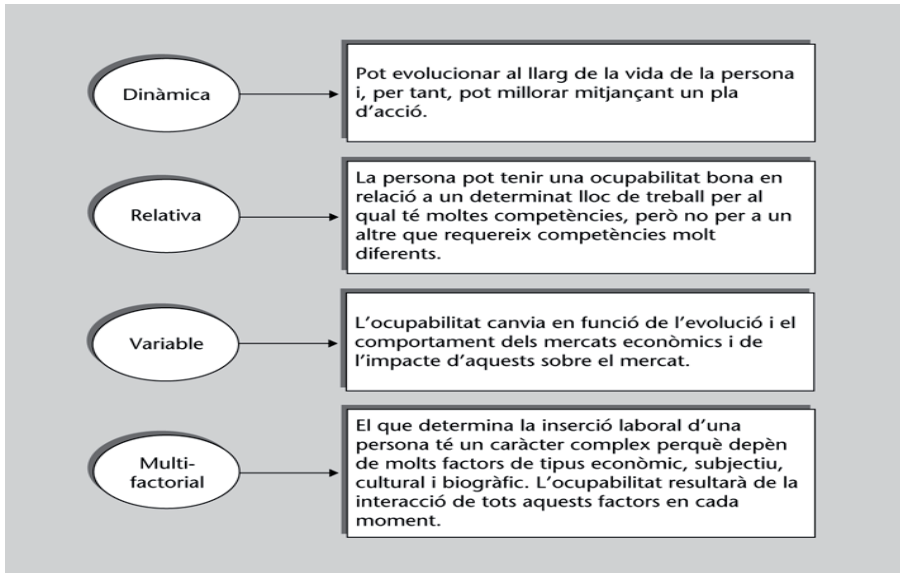 Dinàmica
Pot evolucionar al llarg de la vida de la persona
i, per tant, pot millorar mitjançant un pla
d’acció.
Relativa
La persona pot tenir una ocupabilitat bona en
relació a un determinat lloc de treball per al
qual té moltes competències, però no per a un
altre que requereix competències molt
diferents.
Variable
L’ocupabilitat canvia en funció de l’evolució i el
comportament dels mercats econòmics i de
l’impacte d’aquests sobre el mercat.
Multi-
factorial
El que determina la inserció laboral d’una
persona té un caràcter complex perquè depèn
de molts factors de tipus econòmic, subjectiu,
cultural i biogràfic. L’ocupabilitat resultarà de la
interacció de tots aquests factors en cada
moment.